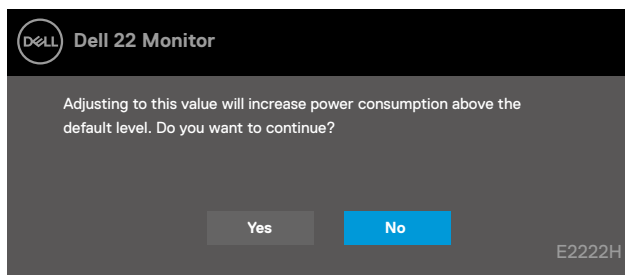 DELL Dell 22 Monitor
Adjusting to this value will increase power consumption above the
default level. Do you want to continue?
Yes No
E2222H